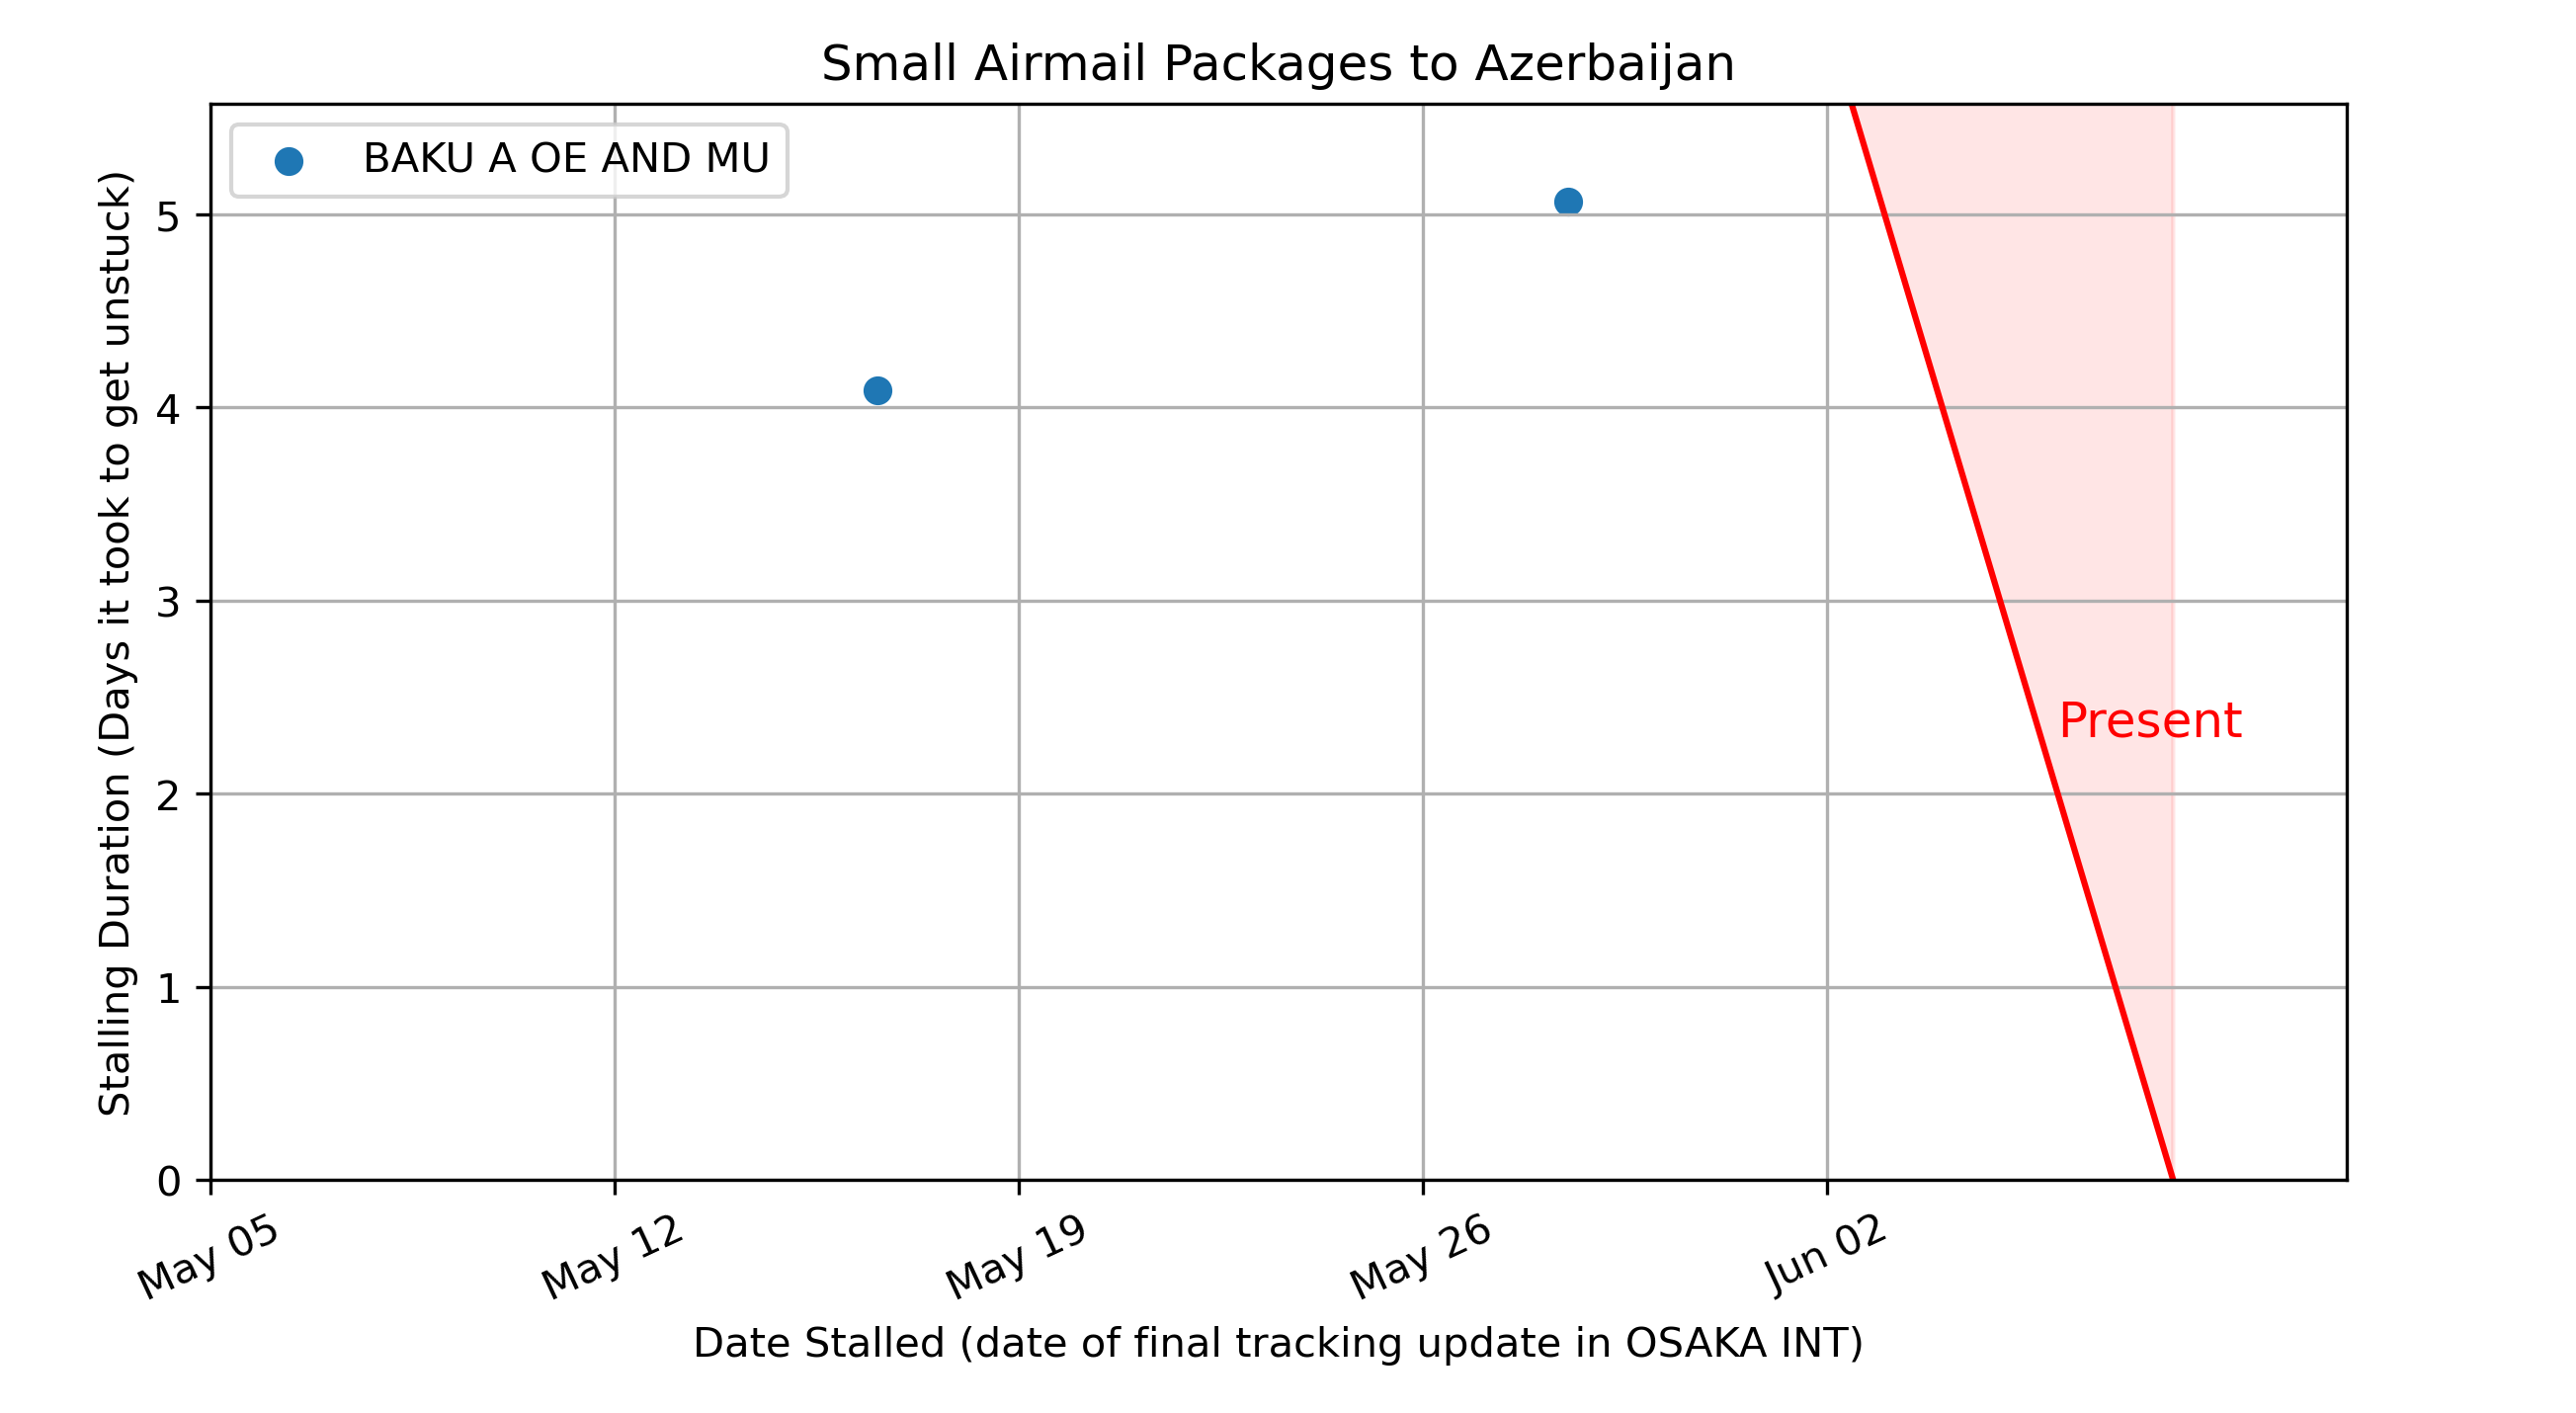 Small Airmail Packages to Azerbaijan
BAKU A OE AND MU
Stalling Duration (Days it took to get unstuck)
5
4
3
2
1
0
Present
May 05
May 12
May 19
May 26
Jun 02
Date Stalled (date of final tracking update in OSAKA INT)